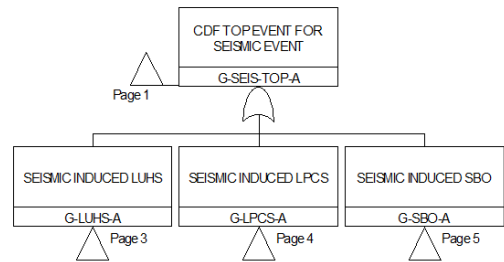 CDF TOP EVENT FOR
SEISMIC EVENT
G-SEIS-TOP-A
Page 1
SEISMIC INDUCED LUHS
SEISMIC INDUCED LPCS
SEISMIC INDUCED SBO
G-LUHS-A
G-LPCS-A
G-SBO-A
Page 3
Page 4
Page 5